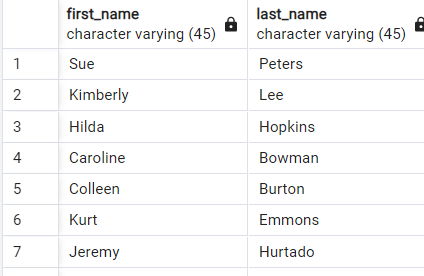 first_name last_name
character varying (45) character varying (45)
1 Sue Peters
2 Kimberly Lee
3 Hilda Hopkins
4 Caroline Bowman
5 Colleen Burton
6 Kurt Emmons
7 Jeremy Hurtado